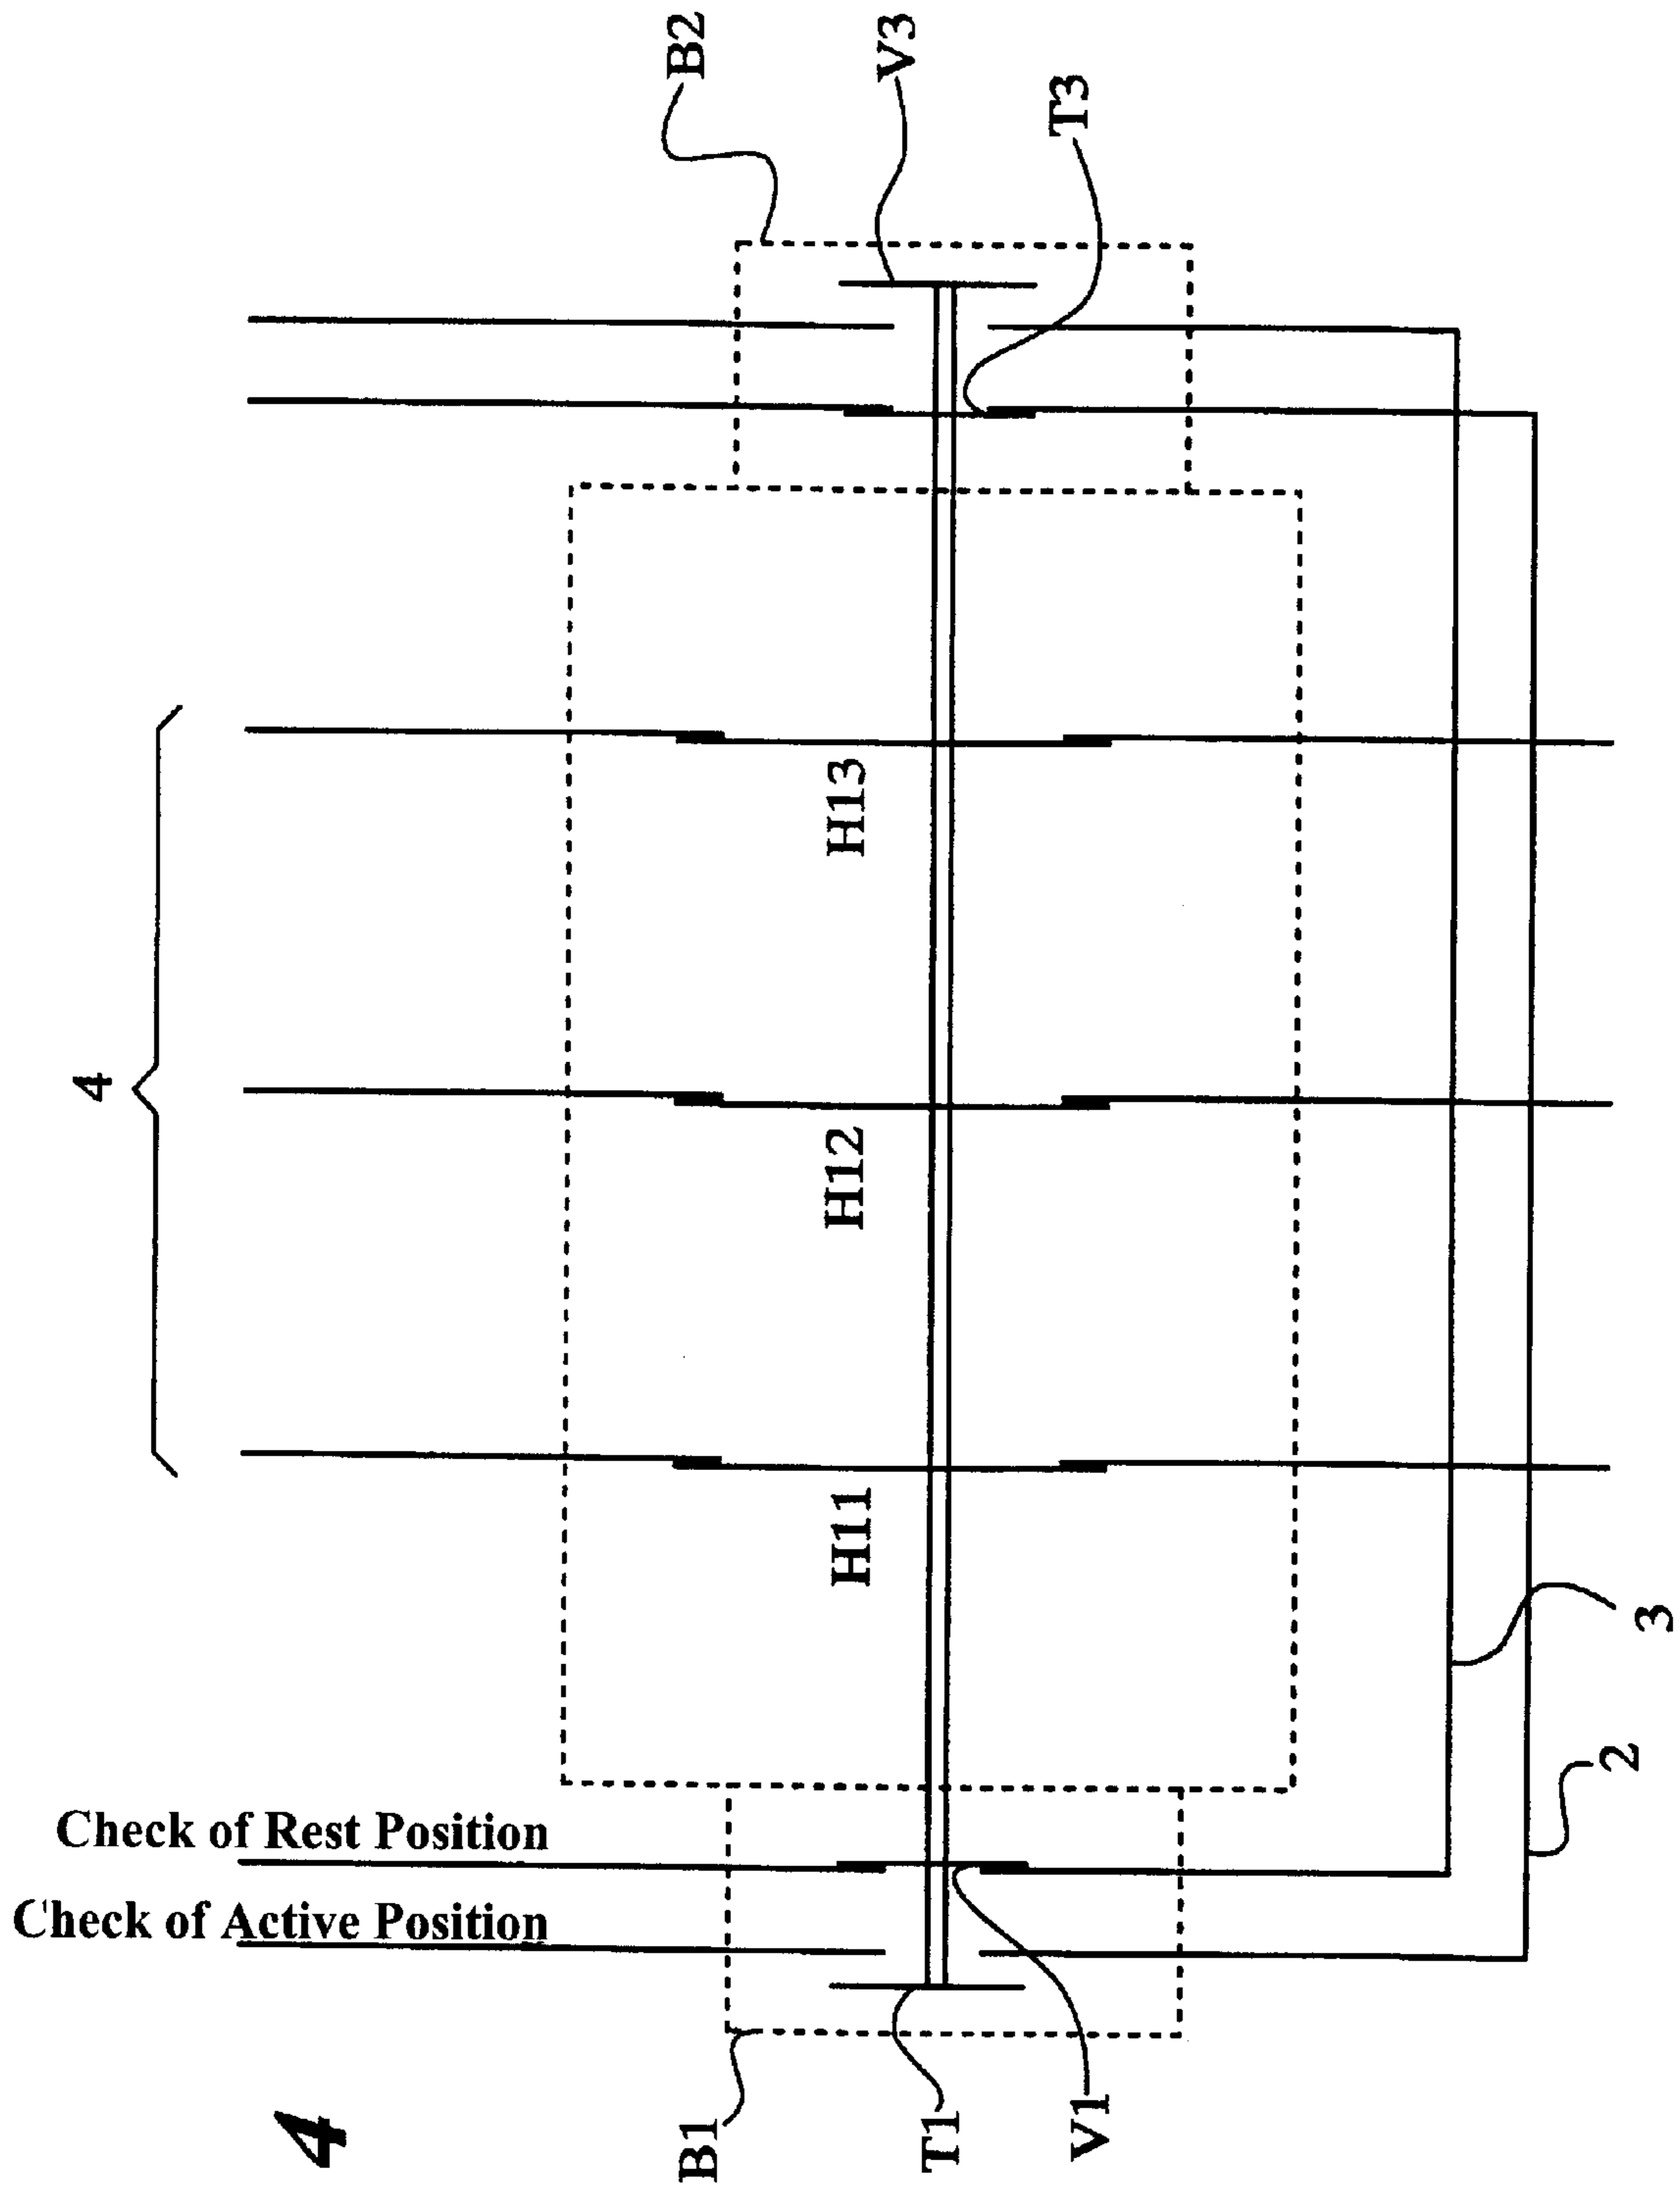 4
B2
V3
T3
4
H13
H12
H11
Check of Rest Position
Check of Active Position
3
2
B1
T1
V1